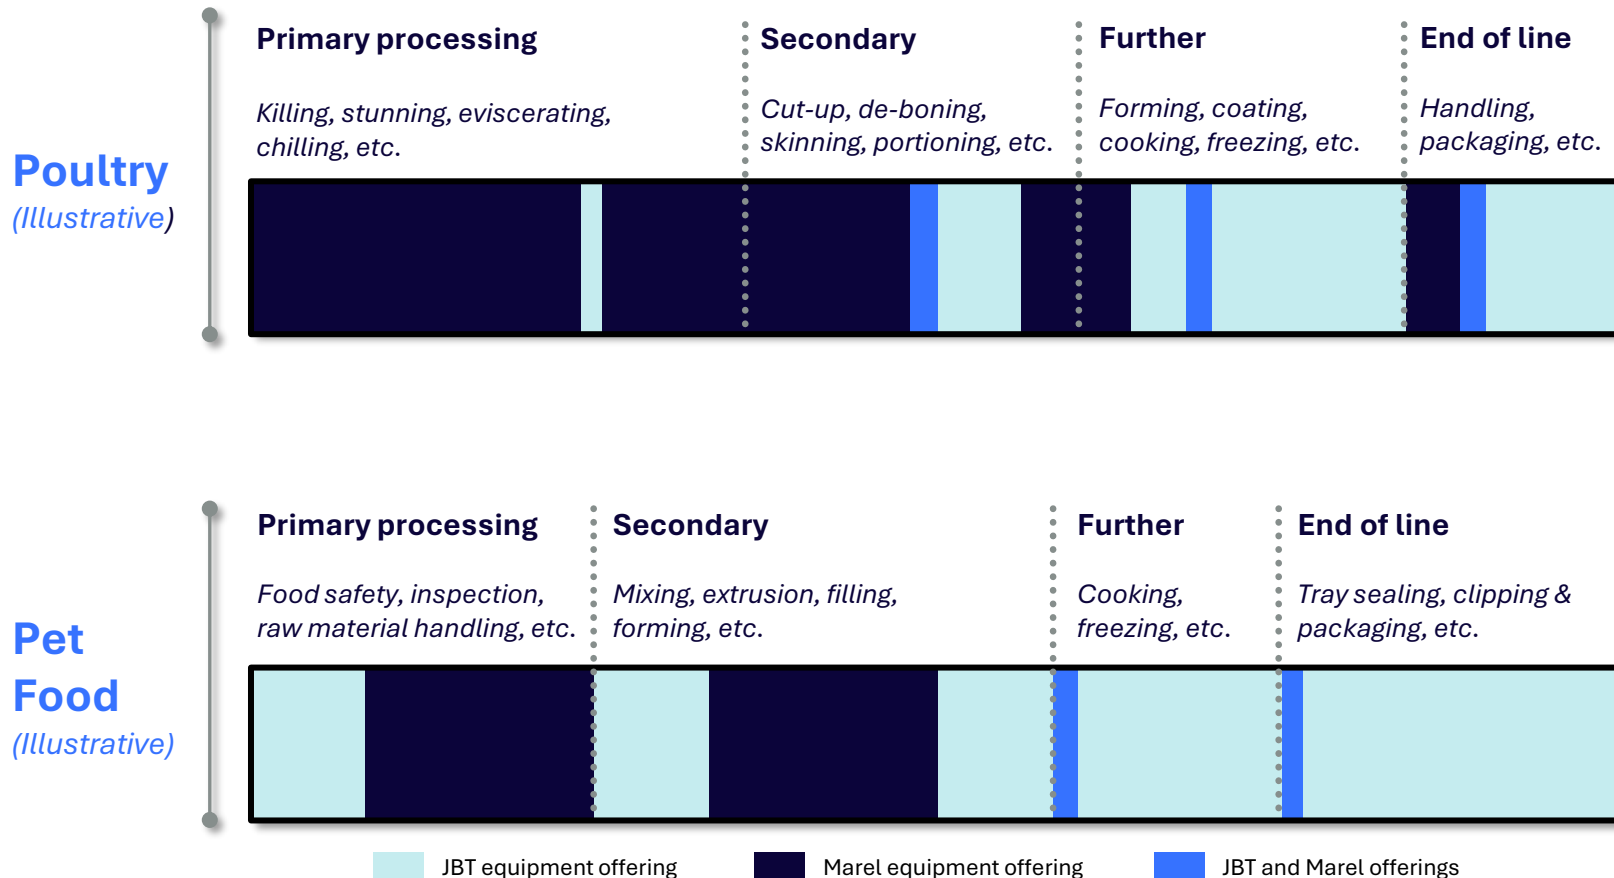 Poultry
(Illustrative)
Primary processing
Killing, stunning, eviscerating,
chilling, etc.
Secondary
Cut-up, de-boning,
skinning, portioning, etc.
Further
Forming, coating,
cooking, freezing, etc.
End of line
Handling,
packaging, etc.
Pet
Food
(Illustrative)
Primary processing
Food safety, inspection,
raw material handling, etc.
Secondary
Mixing, extrusion, filling,
forming, etc.
Further
Cooking,
freezing, etc.
End of line
Tray sealing, clipping &
packaging, etc.
JBT equipment offering
Marel equipment offering
JBT and Marel offerings